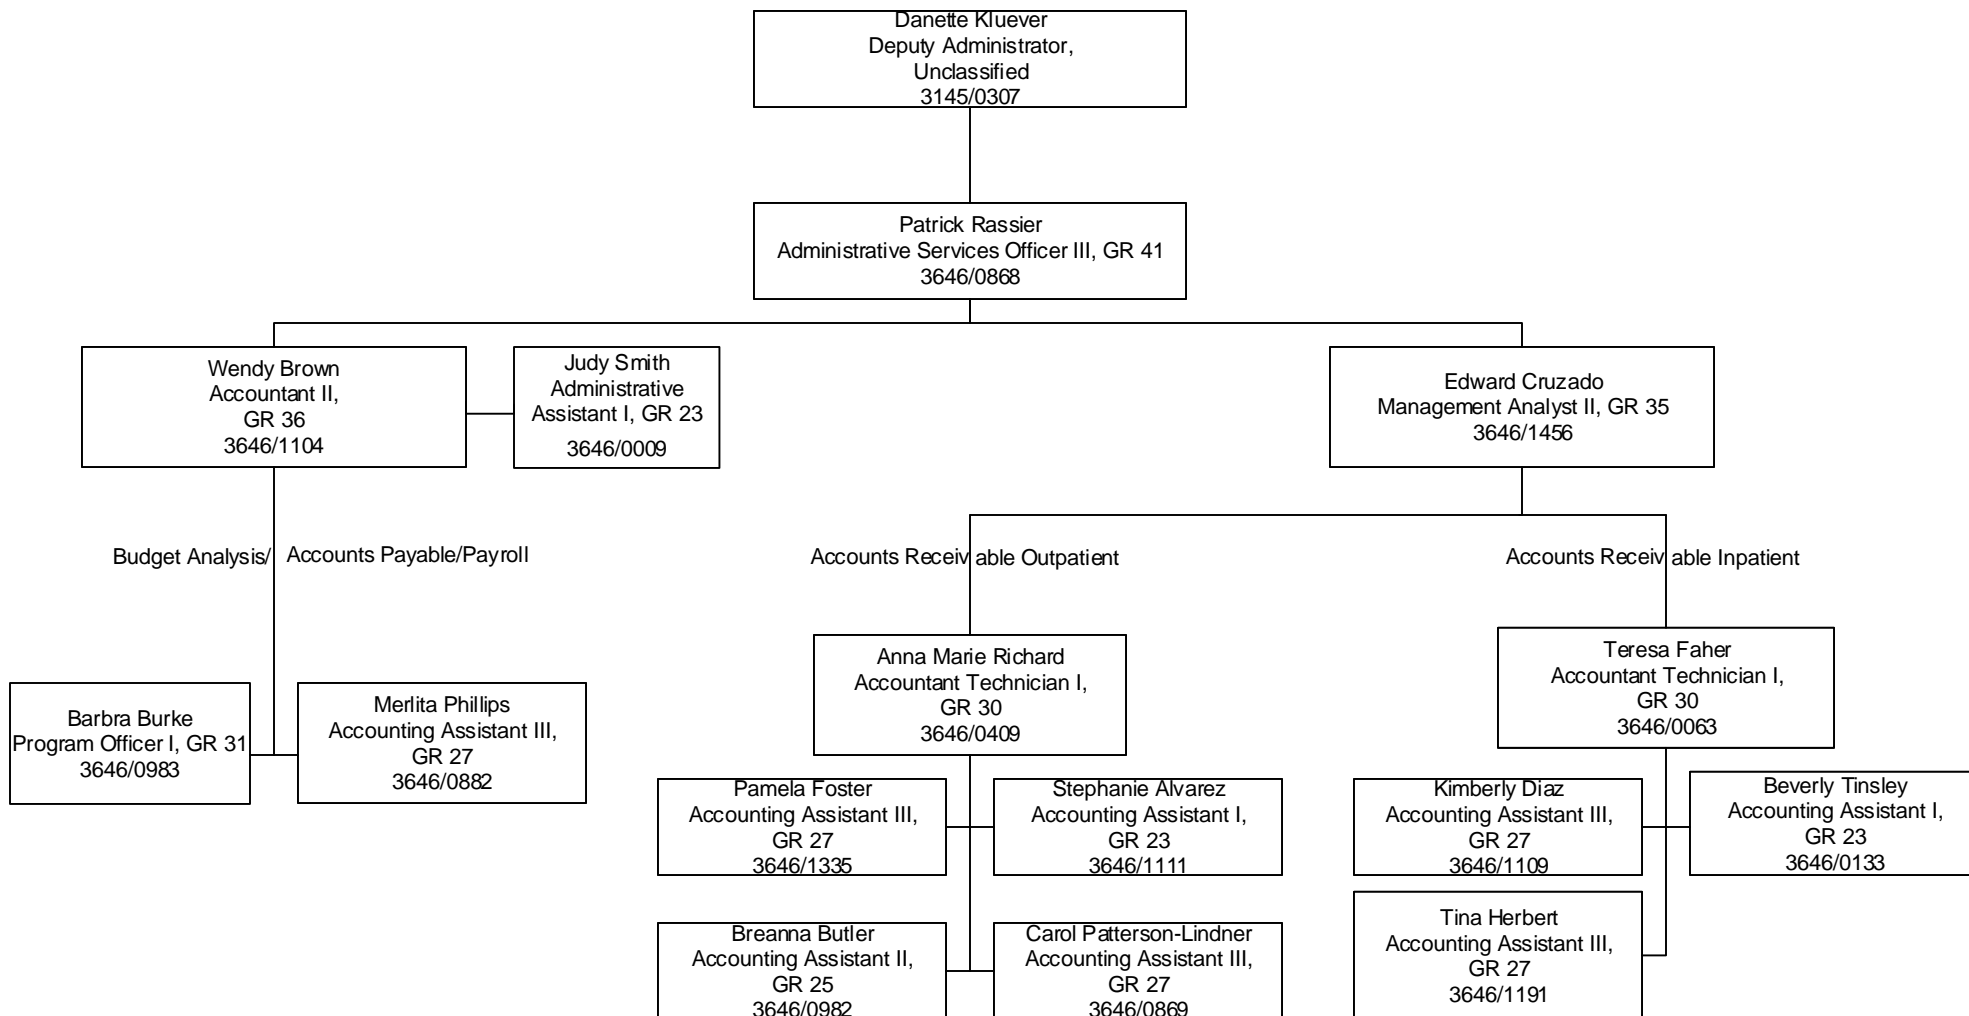 Danette Kluever
Deputy Administrator,
Unclassified
3145/0307
Patrick Rassier
Administrative Services Officer III, GR 41
3646/0868
Wendy Brown
Accountant II,
GR 36
3646/1104
Judy Smith
Administrative
Assistant I, GR 23
3646/0009
Edward Cruzado
Management Analyst II, GR 35
3646/1456
Budget Analysis/ Accounts Payable/Payroll
Accounts Receivable Outpatient
Accounts Receivable Inpatient
Barbra Burke
Program Officer I, GR 31
3646/0983
Merlita Phillips
Accounting Assistant III,
GR 27
3646/0882
Anna Marie Richard
Accountant Technician I,
GR 30
3646/0409
Teresa Faher
Accountant Technician I,
GR 30
3646/0063
Pamela Foster
Accounting Assistant III,
GR 27
3646/1335
Stephanie Alvarez
Accounting Assistant I,
GR 23
3646/1111
Kimberly Diaz
Accounting Assistant III,
GR 27
3646/1109
Beverly Tinsley
Accounting Assistant I,
GR 23
3646/0133
Breanna Butler
Accounting Assistant II,
GR 25
3646/0982
Carol Patterson-Lindner
Accounting Assistant III,
GR 27
3646/0869
Tina Herbert
Accounting Assistant III,
GR 27
3646/1191